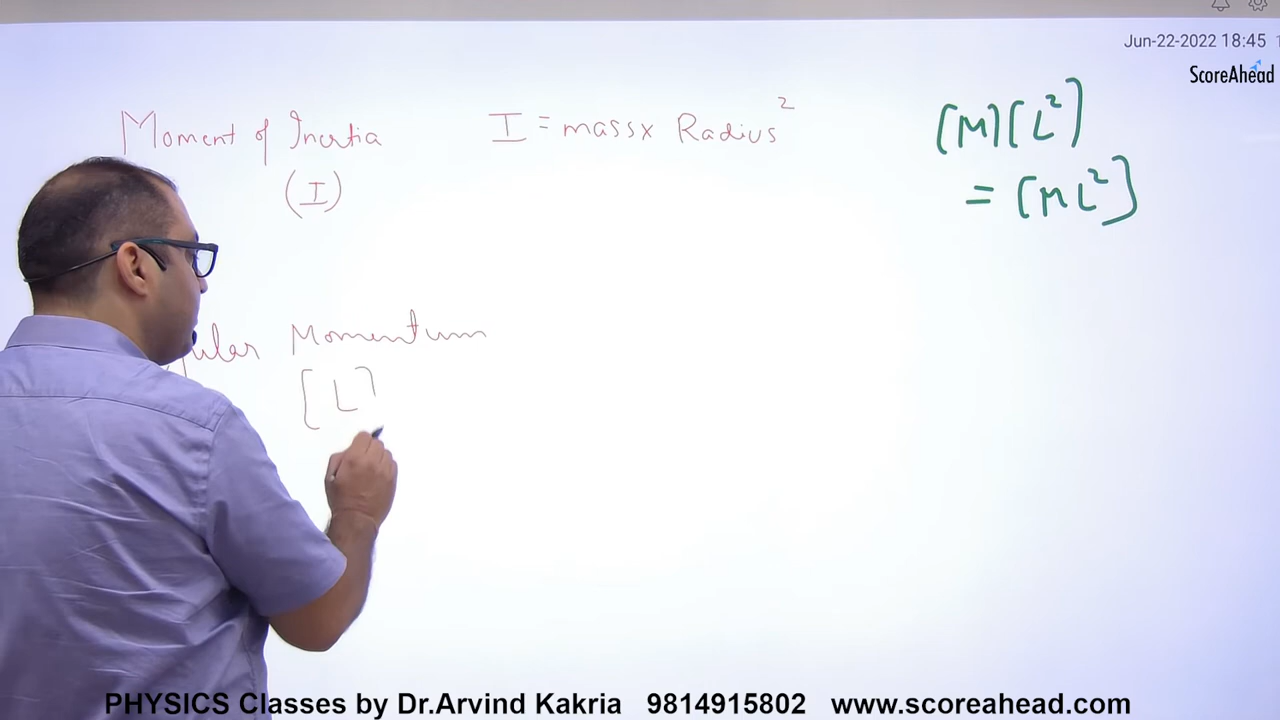 Jun-22-2022 18:45
ScoreAhead
Moment of Inertia
(I)
I = mass x Radius²
[M][L²]
= [ML²]
Momentum
[L]
PHYSICS Classes by Dr.Arvind Kakria 9814915802 www.scoreahead.com